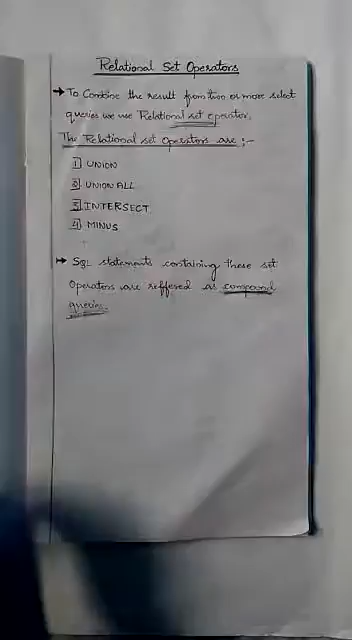 Relational Set Operators
→ To Combine the result from two or more select
queries we use Relational set operator.
The Relational set Operators are :-
1 UNION
2 UNION ALL
3 INTERSECT
4 MINUS
→ SQL statements containing these set
Operators are reffered as compound
queries.